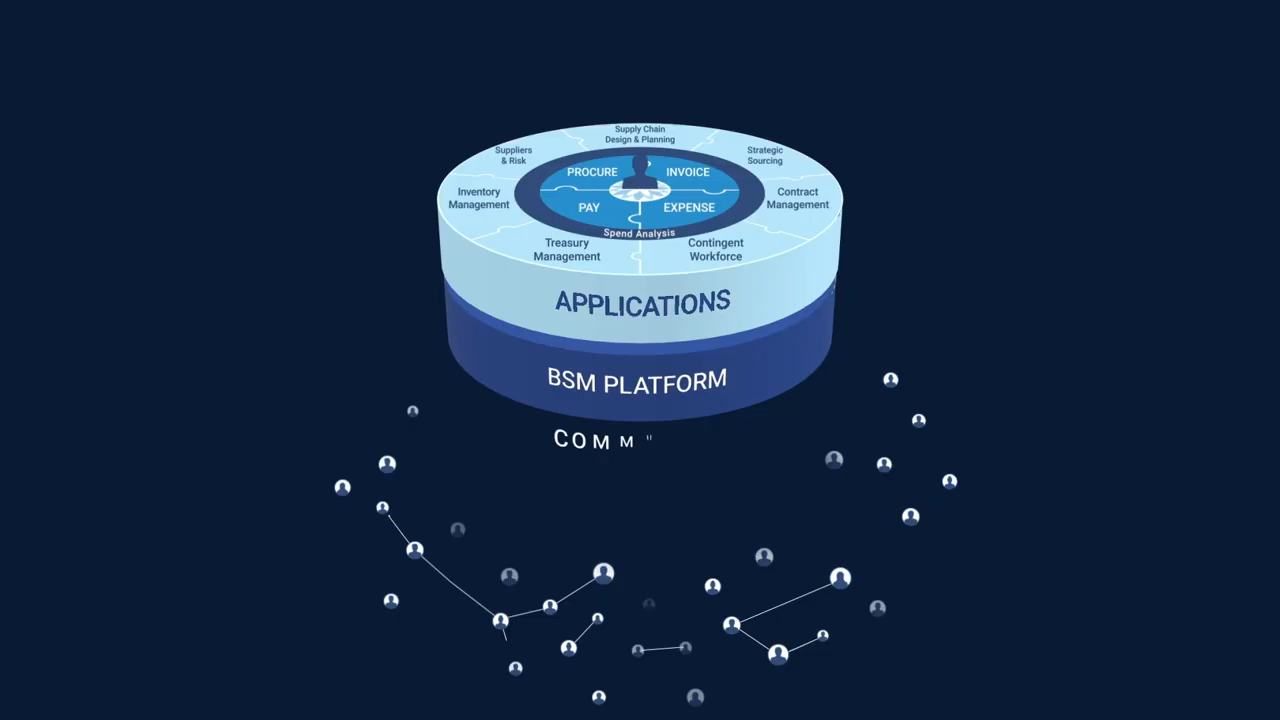 Supply Chain
Design & Planning
Suppliers
& Risk
Strategic
Sourcing
PROCURE
INVOICE
Inventory
Management
Contract
Management
PAY
EXPENSE
Spend Analysis
Treasury
Management
Contingent
Workforce
APPLICATIONS
BSM PLATFORM
COMM